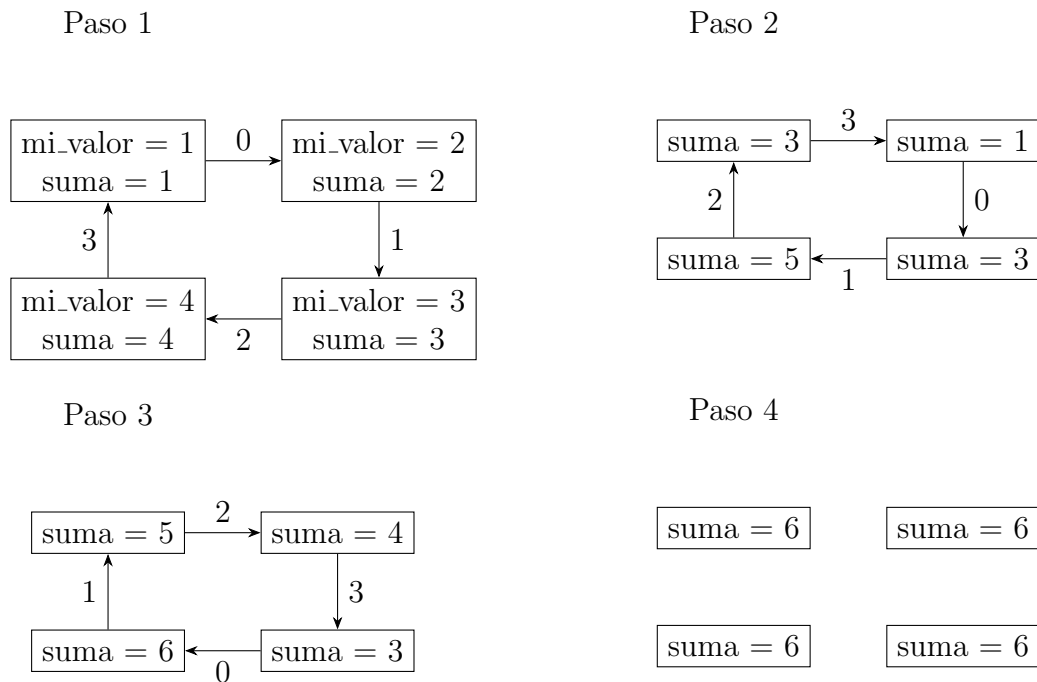 Paso 1
mi_valor = 1
suma = 1
0
mi_valor = 2
suma = 2
3
1
mi_valor = 4
suma = 4
2
mi_valor = 3
suma = 3
Paso 2
suma = 3
3
suma = 1
2
0
suma = 5
1
suma = 3
Paso 3
suma = 5
2
suma = 4
1
3
suma = 6
0
suma = 3
Paso 4
suma = 6
suma = 6
suma = 6
suma = 6